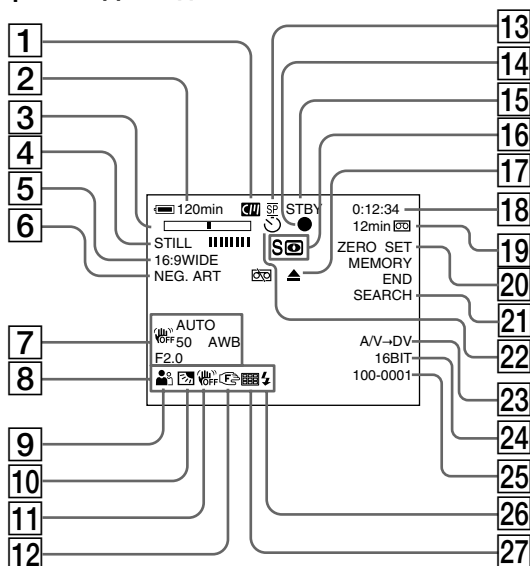 1
2
3
4
5
6
7
8
9
10
11
12
13
14
15
16
17
18
19
20
21
22
23
24
25
26
27
120min SP STBY 0:12:34
12min
STILL
16:9WIDE
NEG. ART
S
ZERO SET
MEMORY
END
SEARCH
AUTO
OFF 50 AWB
F2.0
A/V→DV
16BIT
100-0001
OFF F